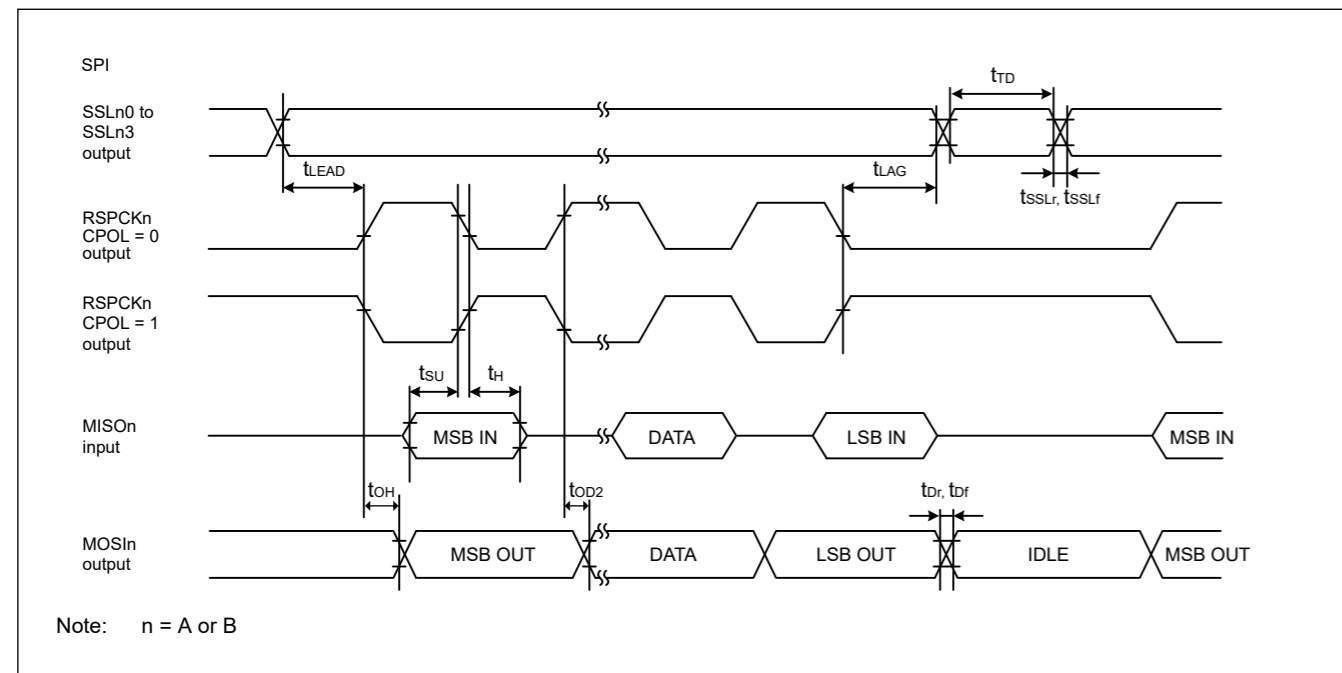 SPI
tTD
SSLn0 to
SSLn3
output
tLEAD
tLAG
tSSLr, tSSLf
RSPCKn
CPOL = 0
output
RSPCKn
CPOL = 1
output
tSU
tH
MISOn
input
MSB IN
DATA
LSB IN
MSB IN
tOH
tOD2
tDr, tDf
MOSIn
output
MSB OUT
DATA
LSB OUT
IDLE
MSB OUT
Note: n = A or B